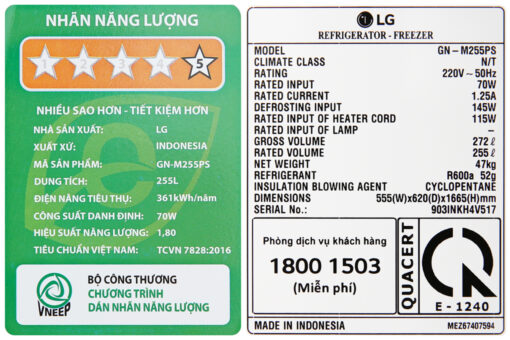 NHÃN NĂNG LƯỢNG
1 2 3 4 5
NHIỀU SAO HƠN - TIẾT KIỆM HƠN
NHÀ SẢN XUẤT: LG
XUẤT XỨ: INDONESIA
MÃ SẢN PHẨM: GN-M255PS
DUNG TÍCH: 255L
ĐIỆN NĂNG TIÊU THỤ: 361kWh/năm
CÔNG SUẤT DANH ĐỊNH: 70W
HIỆU SUẤT NĂNG LƯỢNG: 1,80
TIÊU CHUẨN VIỆT NAM: TCVN 7828:2016
VNEEP
BỘ CÔNG THƯƠNG
CHƯƠNG TRÌNH
DÁN NHÃN NĂNG LƯỢNG
LG
REFRIGERATOR - FREEZER
MODEL GN - M255PS
CLIMATE CLASS N/T
RATING 220V ~ 50Hz
RATED INPUT 70W
RATED CURRENT 1.25A
DEFROSTING INPUT 145W
RATED INPUT OF HEATER CORD 115W
RATED INPUT OF LAMP –
GROSS VOLUME 272 ℓ
RATED VOLUME 255 ℓ
NET WEIGHT 47kg
REFRIGERANT R600a 52g
INSULATION BLOWING AGENT CYCLOPENTANE
DIMENSIONS 555(W)x620(D)x1665(H)mm
SERIAL No.: 903INKH4V517
Phòng dịch vụ khách hàng
1800 1503
(Miễn phí)
QUACERT
E - 1240
MADE IN INDONESIA MEZ67407594